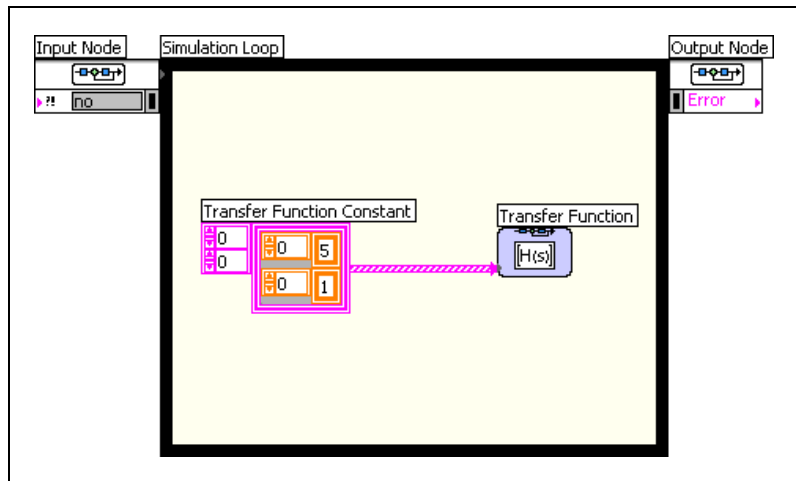 Input Node
Simulation Loop
Output Node
?!
no
Error
Transfer Function Constant
Transfer Function
0
0
0
5
0
1
[H(s)]